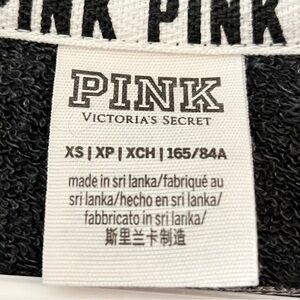 PINK PINK
PINK
VICTORIA'S SECRET
XS | XP | XCH | 165/84A
made in sri lanka/fabriqué au
sri lanka/hecho en sri lanka/
fabbricato in sri lanka/
斯里兰卡制造